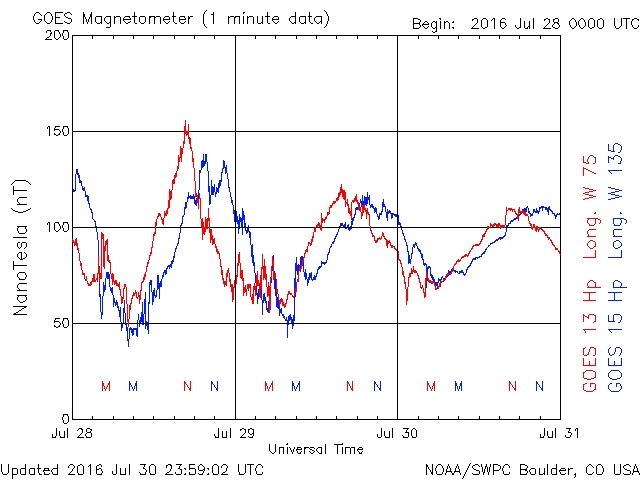 GOES Magnetometer (1 minute data)
Begin: 2016 Jul 28 0000 UTC
200
150
100
50
0
NanoTesla (nT)
M M N N M M N N M M N N
Jul 28 Jul 29 Jul 30 Jul 31
Universal Time
GOES 13 Hp Long. W 75
GOES 15 Hp Long. W 135
Updated 2016 Jul 30 23:59:02 UTC
NOAA/SWPC Boulder, CO USA